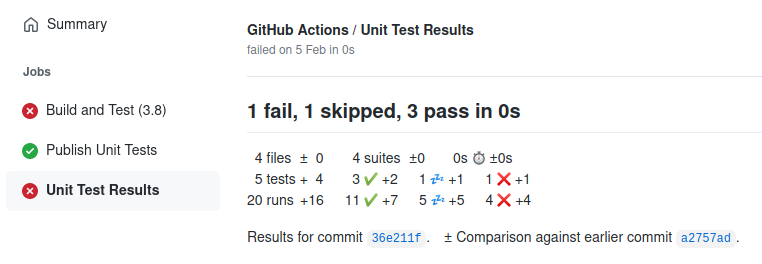 Summary
Jobs
Build and Test (3.8)
Publish Unit Tests
Unit Test Results
GitHub Actions / Unit Test Results
failed on 5 Feb in 0s
1 fail, 1 skipped, 3 pass in 0s
4 files ± 0 4 suites ±0 0s ⏱ ±0s
5 tests + 4 3 ✔ +2 1 💤 +1 1 ❌ +1
20 runs +16 11 ✔ +7 5 💤 +5 4 ❌ +4
Results for commit 36e211f. ± Comparison against earlier commit a2757ad.